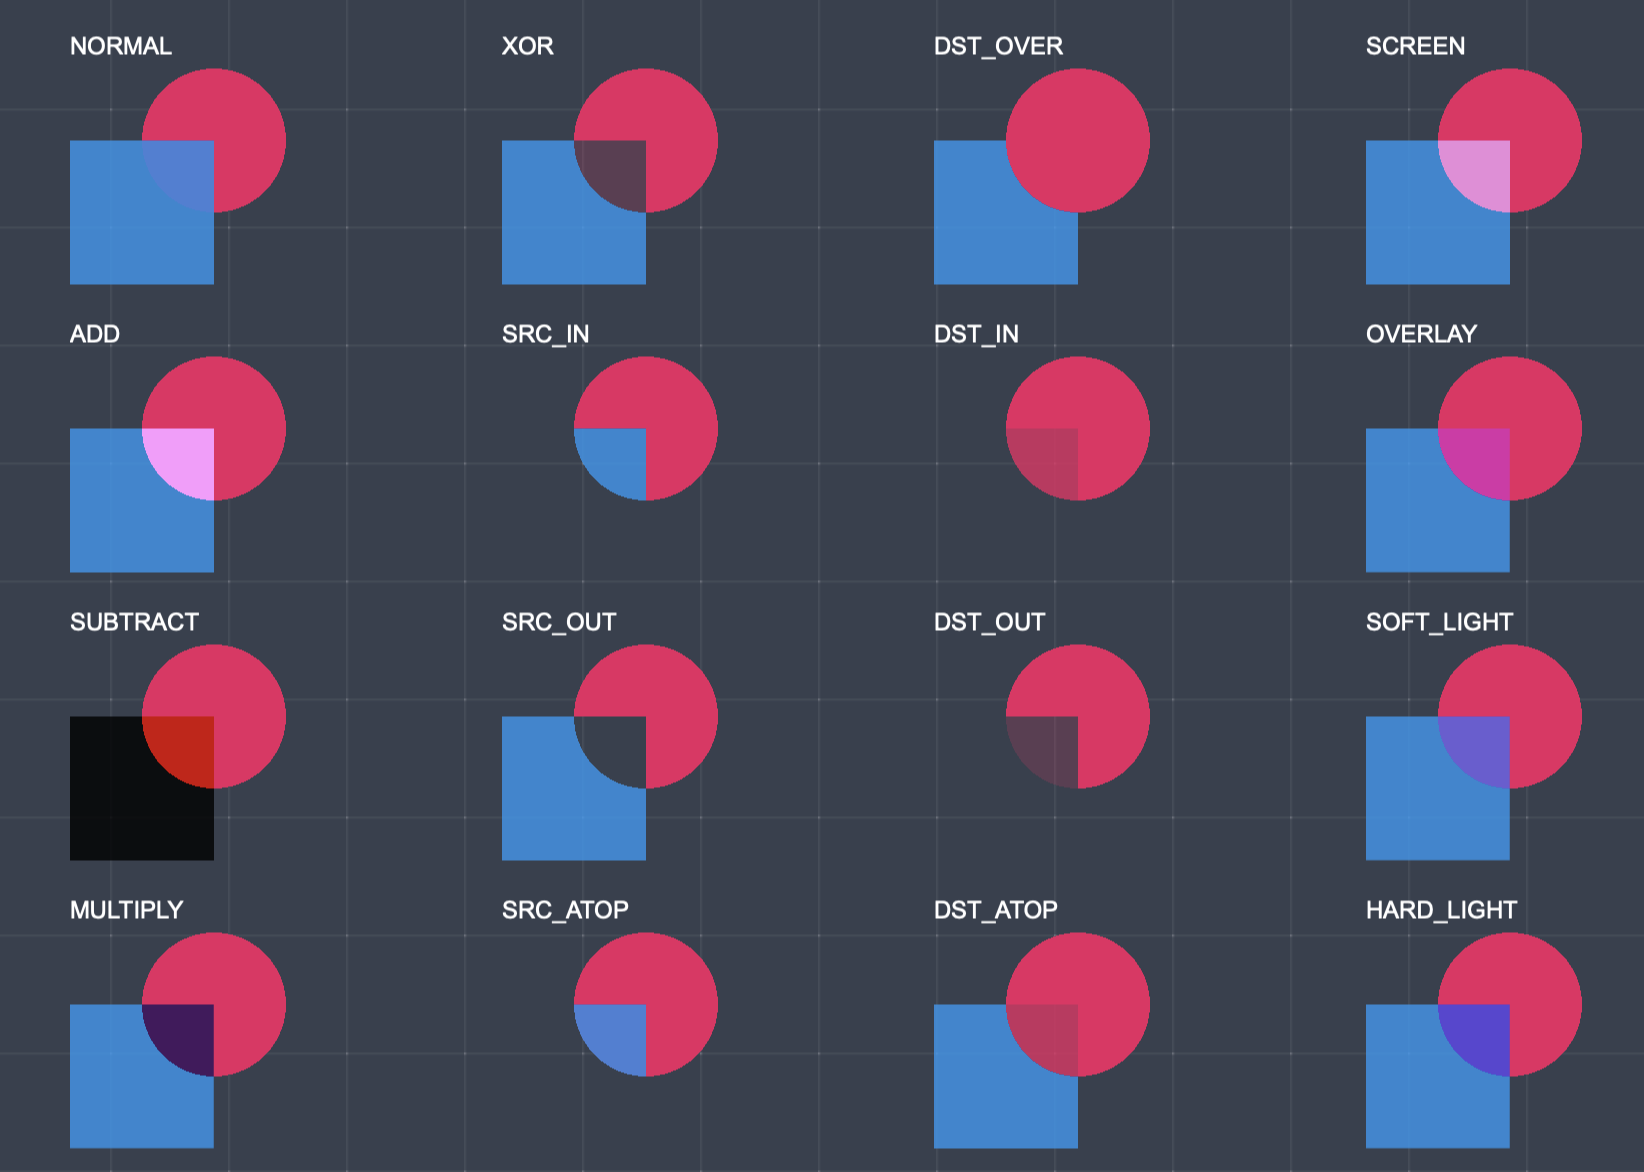 NORMAL
XOR
DST_OVER
SCREEN
ADD
SRC_IN
DST_IN
OVERLAY
SUBTRACT
SRC_OUT
DST_OUT
SOFT_LIGHT
MULTIPLY
SRC_ATOP
DST_ATOP
HARD_LIGHT